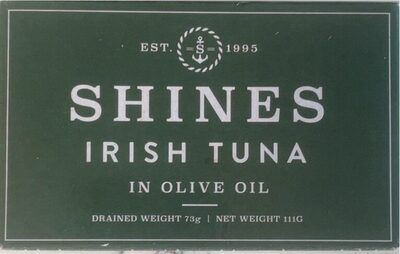 EST. S 1995
SHINES
IRISH TUNA
IN OLIVE OIL
DRAINED WEIGHT 73g | NET WEIGHT 111G